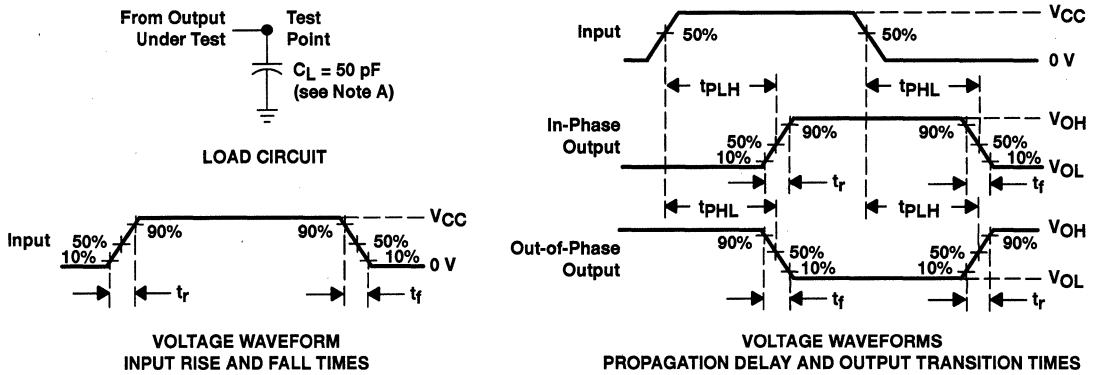 From Output
Under Test
Test
Point
CL = 50 pF
(see Note A)
LOAD CIRCUIT
Input
50%
10%
90%
90%
50%
10%
VCC
0 V
tr
tf
VOLTAGE WAVEFORM
INPUT RISE AND FALL TIMES
Input
50%
50%
VCC
0 V
tPLH
tPHL
In-Phase
Output
50%
10%
90%
90%
50%
10%
VOH
VOL
tr
tf
tPHL
tPLH
Out-of-Phase
Output
90%
50%
10%
50%
10%
90%
VOH
VOL
tf
tr
VOLTAGE WAVEFORMS
PROPAGATION DELAY AND OUTPUT TRANSITION TIMES